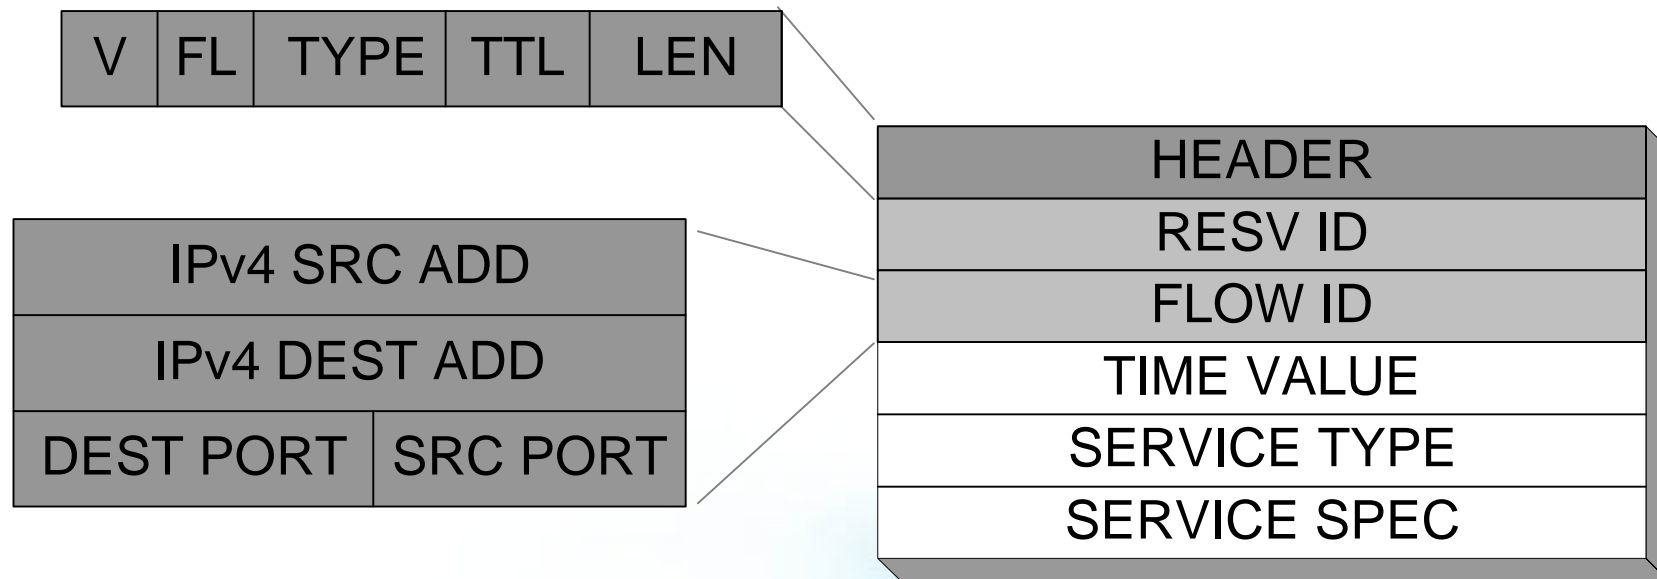 V FL TYPE TTL LEN
HEADER
RESV ID
FLOW ID
TIME VALUE
SERVICE TYPE
SERVICE SPEC
IPv4 SRC ADD
IPv4 DEST ADD
DEST PORT SRC PORT